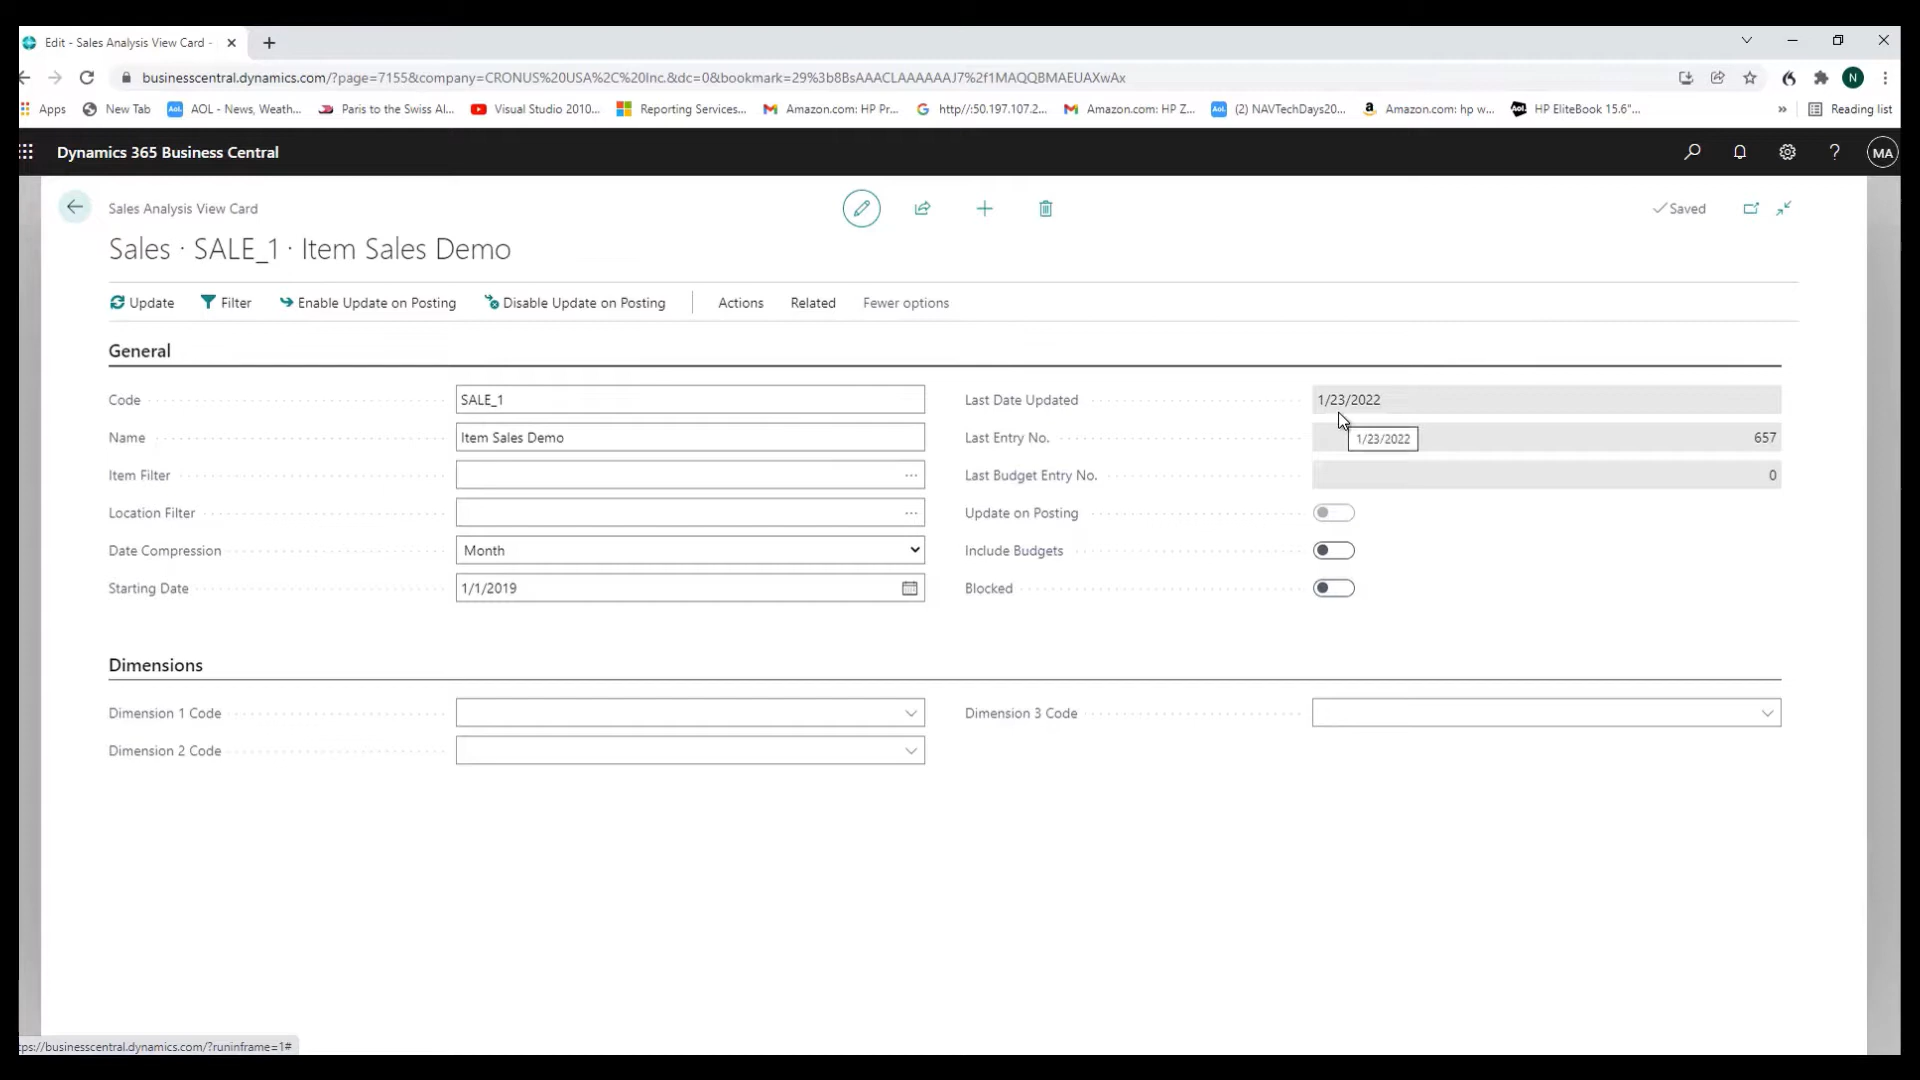 Edit - Sales Analysis View Card -
businesscentral.dynamics.com/?page=7155&company=CRONUS%20USA%2C%20Inc.&dc=0&bookmark=29%3b8BsAAACLAAAAAAJ7%2f1MAQQBMAEUAXwAx
N
Apps New Tab Aol. AOL - News, Weath... Paris to the Swiss Al... Visual Studio 2010... Reporting Services... Amazon.com: HP Pr... http//:50.197.107.2... Amazon.com: HP Z... Aol. (2) NAVTechDays20... Amazon.com: hp w... Aol. HP EliteBook 15.6"... » Reading list
Dynamics 365 Business Central
? MA
Sales Analysis View Card
Saved
Sales · SALE_1 · Item Sales Demo
Update Filter Enable Update on Posting Disable Update on Posting Actions Related Fewer options
General
Code SALE_1 Last Date Updated 1/23/2022
Name Item Sales Demo Last Entry No. 1/23/2022 657
Item Filter ... Last Budget Entry No. 0
Location Filter ... Update on Posting
Date Compression Month Include Budgets
Starting Date 1/1/2019 Blocked
Dimensions
Dimension 1 Code Dimension 3 Code
Dimension 2 Code
tps://businesscentral.dynamics.com/?runinframe=1#